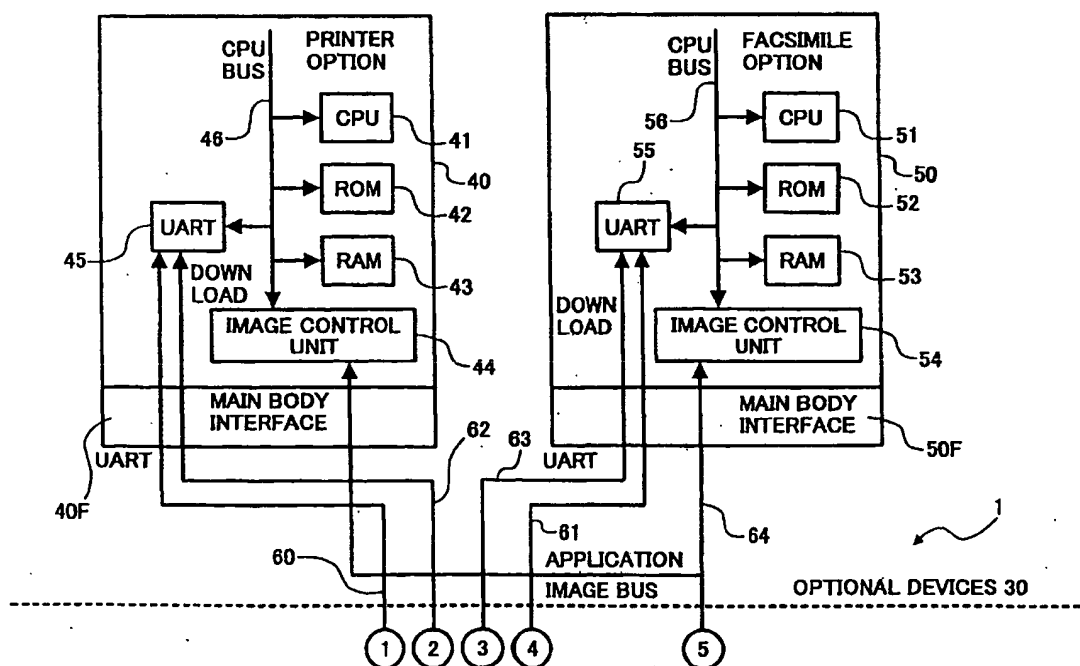 CPU
BUS
PRINTER
OPTION
46
CPU
41
40
ROM
42
UART
45
RAM
43
DOWN
LOAD
IMAGE CONTROL
UNIT
44
MAIN BODY
INTERFACE
UART
40F
CPU
BUS
FACSIMILE
OPTION
56
CPU
51
50
55
ROM
52
UART
RAM
53
DOWN
LOAD
IMAGE CONTROL
UNIT
54
MAIN BODY
INTERFACE
UART
50F
62
63
61
64
1
60
APPLICATION
IMAGE BUS
OPTIONAL DEVICES 30
1 2 3 4 5